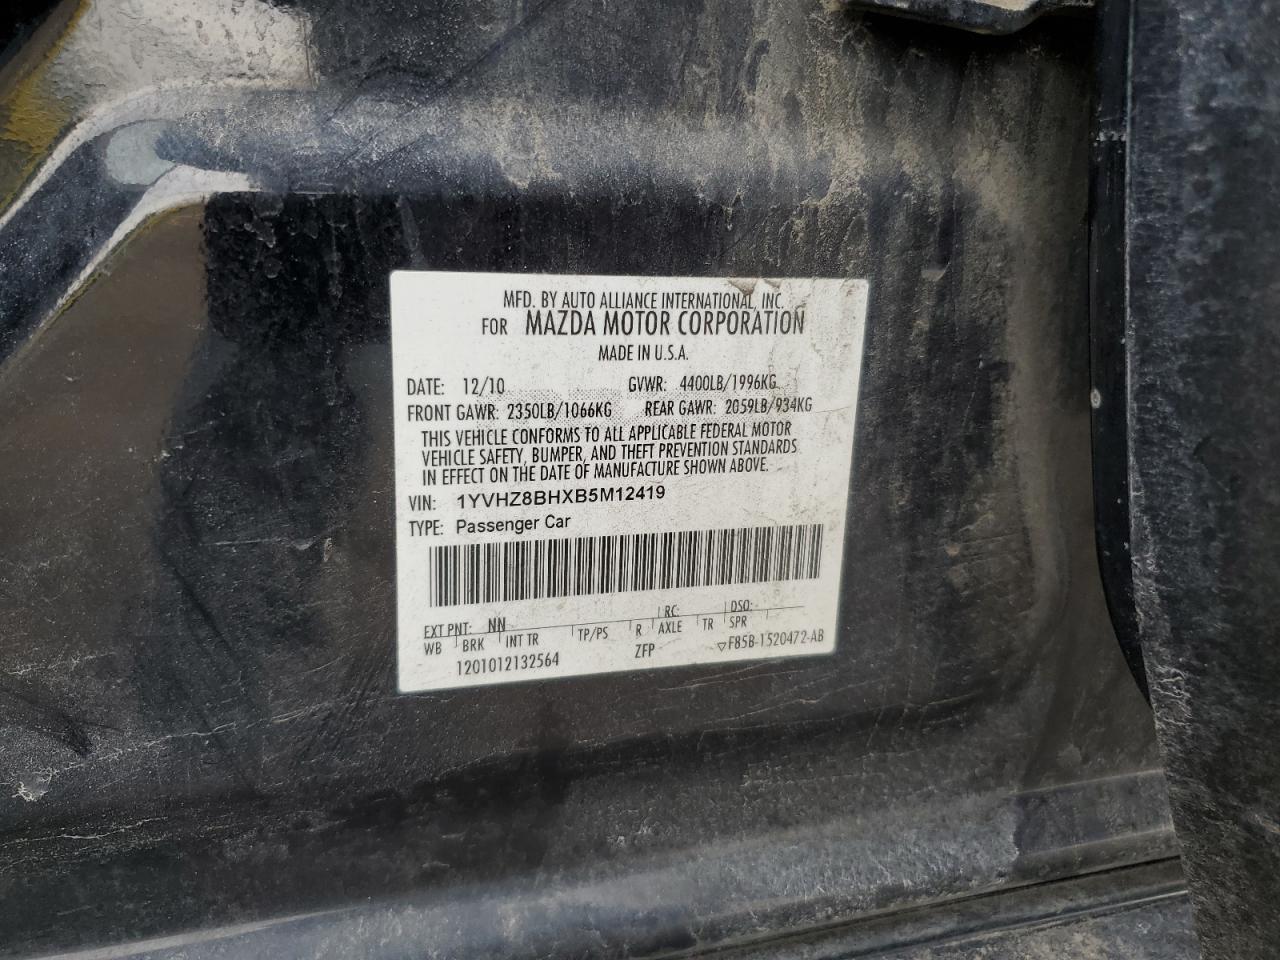 MFD. BY AUTO ALLIANCE INTERNATIONAL, INC.
FOR MAZDA MOTOR CORPORATION
MADE IN U.S.A.
DATE: 12/10 GVWR: 4400LB/1996KG
FRONT GAWR: 2350LB/1066KG REAR GAWR: 2059LB/934KG
THIS VEHICLE CONFORMS TO ALL APPLICABLE FEDERAL MOTOR
VEHICLE SAFETY, BUMPER, AND THEFT PREVENTION STANDARDS
IN EFFECT ON THE DATE OF MANUFACTURE SHOWN ABOVE.
VIN: 1YVHZ8BHXB5M12419
TYPE: Passenger Car
EXT PNT: NN RC: DSO:
WB BRK INT TR TP/PS R AXLE TR SPR
1201012132564 ZFP ▽F85B-1520472-AB